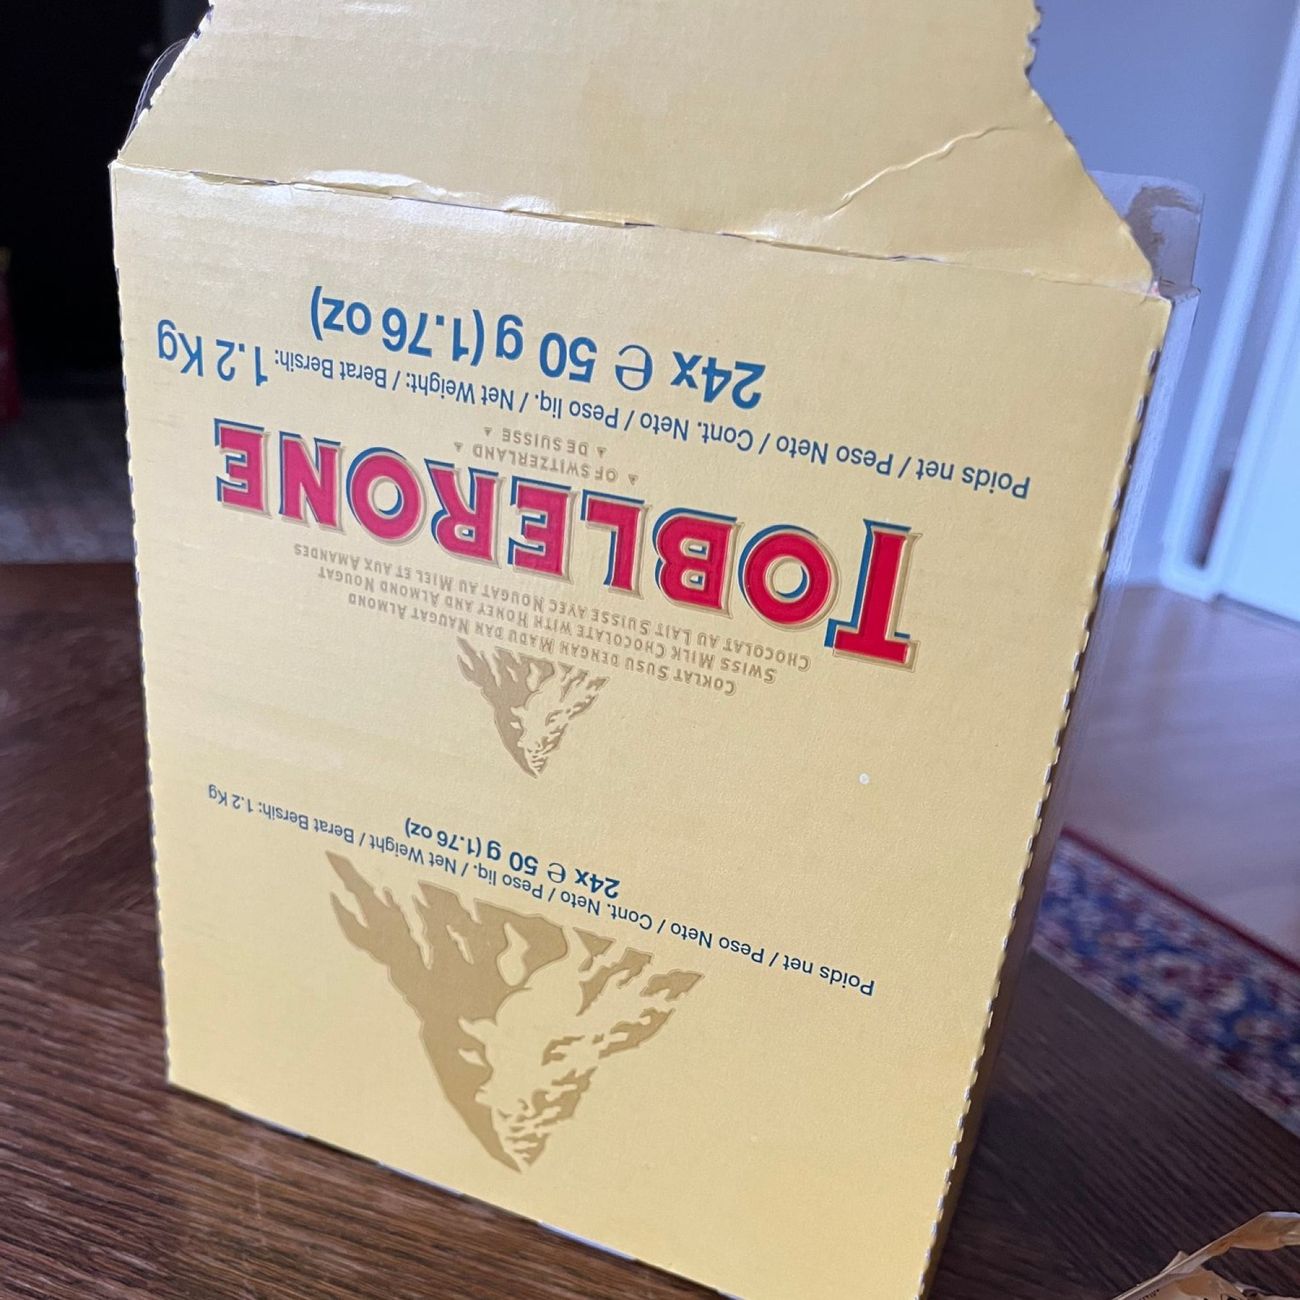 Coklat Susu dengan Madu dan Naugat Almond
Swiss Milk Chocolate with Honey and Almond Nougat
Chocolat au Lait Suisse avec Nougat au Miel et aux Amandes
TOBLERONE
OF SWITZERLAND
DE SUISSE
Poids net / Peso Neto / Cont. Neto / Peso liq. / Net Weight: / Berat Bersih: 1.2 Kg
24x ℮ 50 g (1.76 oz)
Poids net / Peso Neto / Cont. Neto / Peso liq. / Net Weight / Berat Bersih: 1.2 Kg
24x ℮ 50 g (1.76 oz)